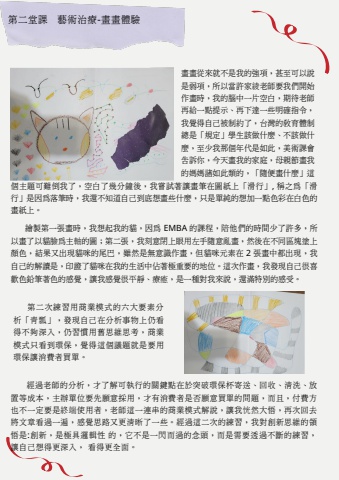 第二堂課　藝術治療-畫畫體驗
畫畫從來就不是我的強項，甚至可以說
是弱項，所以當許家綾老師要我們開始
作畫時，我的腦中一片空白，期待老師
再給一點提示、再下達一些明確指令，
我覺得自己被制約了，台灣的教育體制
總是「規定」學生該做什麼、不該做什
麼，至少我那個年代是如此，美術課會
告訴你，今天畫我的家庭，母親節畫我
的媽媽諸如此類的，「隨便畫什麼」這
個主題可難倒我了，空白了幾分鐘後，我嘗試著讓畫筆在圖紙上「滑行」，稱之為「滑
行」是因為落筆時，我還不知道自己到底想畫些什麼，只是單純的想加一點色彩在白色的
畫紙上。
繪製第一張畫時，我想起我的貓，因為 EMBA 的課程，陪他們的時間少了許多，所
以畫了以貓臉為主軸的圖；第二張，我刻意閉上眼用左手隨意亂畫，然後在不同區塊塗上
顏色，結果又出現貓咪的尾巴，雖然是無意識作畫，但貓咪元素在 2 張畫中都出現，我
自己的解讀是，印證了貓咪在我的生活中佔著極重要的地位。這次作畫，我發現自己很喜
歡色鉛筆著色的感覺，讓我感覺很平靜、療癒，是一種對我來說，還滿特別的感受。
第二次練習用商業模式的六大要素分
析「青瓢」，發現自己在分析事物上仍看
得不夠深入，仍習慣用舊思維思考，商業
模式只看到環保，覺得這個議題就是要用
環保讓消費者買單。
經過老師的分析，才了解可執行的關鍵點在於突破環保杯寄送、回收、清洗、放
置等成本，主辦單位要先願意採用，才有消費者是否願意買單的問題，而且，付費方
也不一定要是終端使用者，老師這一連串的商業模式解說，讓我恍然大悟，再次回去
將文章看過一遍，感覺思路又更清晰了一些。經過這二次的練習，我對創新思維的領
悟是:創新，是極具邏輯性 的，它不是一閃而過的念頭，而是需要透過不斷的練習，
讓自己想得更深入， 看得更全面。